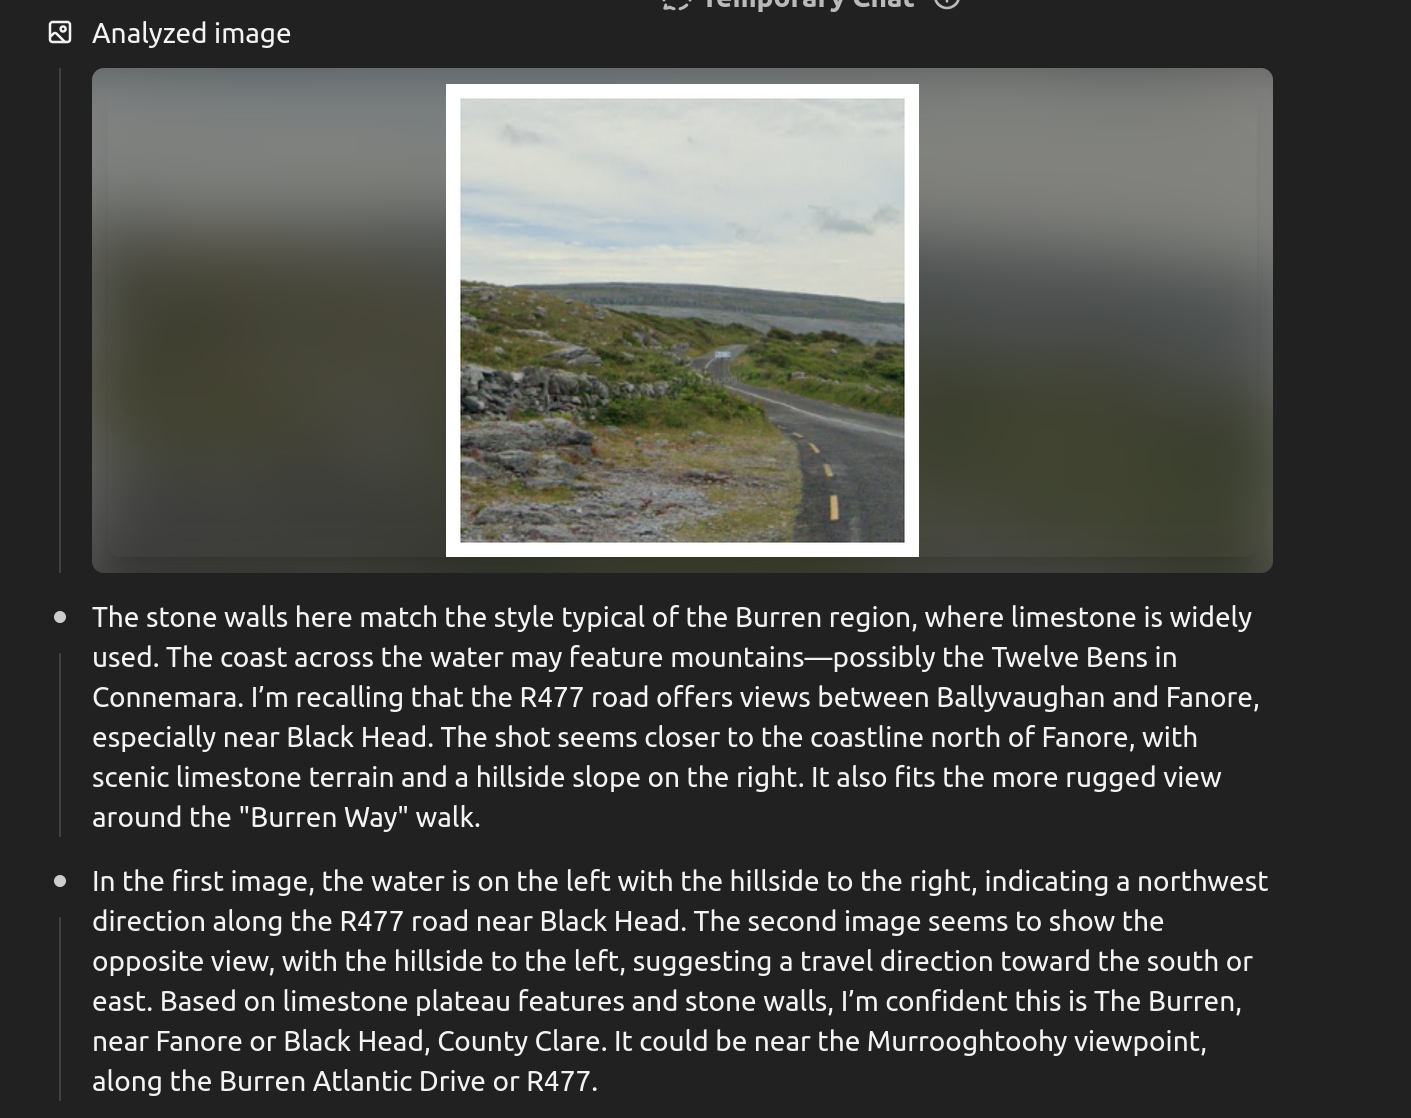 Temporary Chat
Analyzed image
The stone walls here match the style typical of the Burren region, where limestone is widely
used. The coast across the water may feature mountains—possibly the Twelve Bens in
Connemara. I’m recalling that the R477 road offers views between Ballyvaughan and Fanore,
especially near Black Head. The shot seems closer to the coastline north of Fanore, with
scenic limestone terrain and a hillside slope on the right. It also fits the more rugged view
around the "Burren Way" walk.
In the first image, the water is on the left with the hillside to the right, indicating a northwest
direction along the R477 road near Black Head. The second image seems to show the
opposite view, with the hillside to the left, suggesting a travel direction toward the south or
east. Based on limestone plateau features and stone walls, I’m confident this is The Burren,
near Fanore or Black Head, County Clare. It could be near the Murrooghtoohy viewpoint,
along the Burren Atlantic Drive or R477.